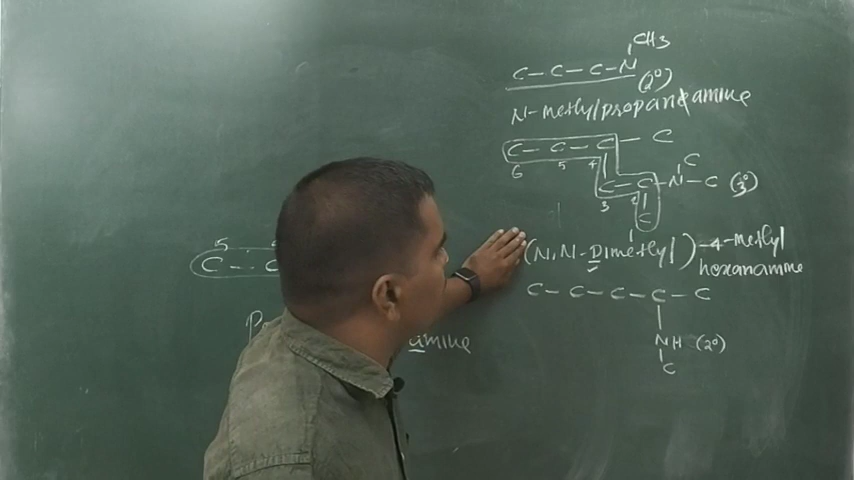 CH3
C - C - C - N
(2°)
N-methylpropanamine
C - C - C - C
6 5 4
C
C - C - N - C (3°)
3 2
C
1
(N,N-Dimethyl)-4-methyl
hexanamine
C - C - C - C - C
NH (2°)
C
5
C - C
amine